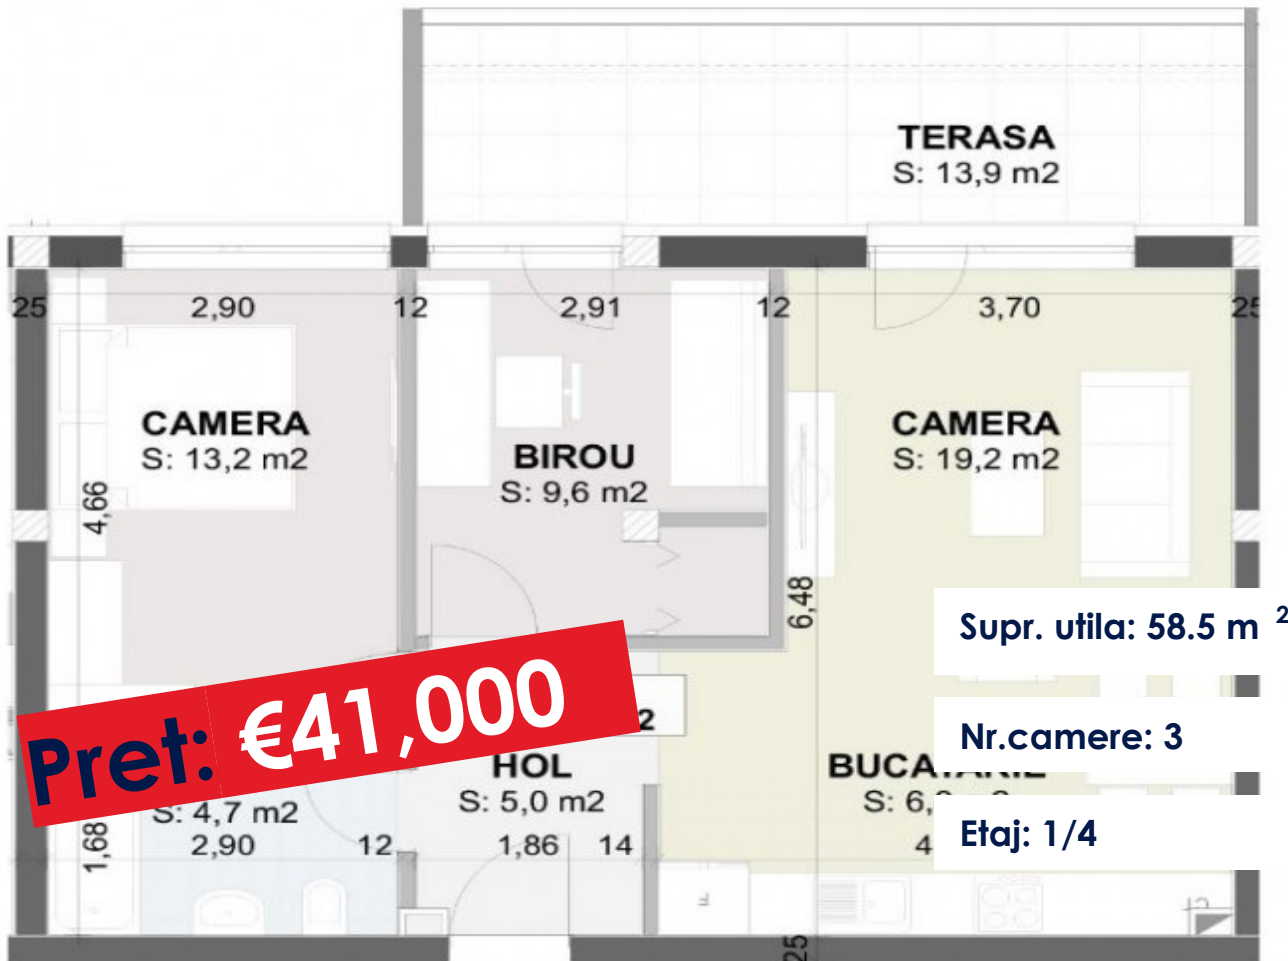 TERASA
S: 13,9 m2
25
2,90
12
2,91
12
3,70
25
CAMERA
S: 13,2 m2
BIROU
S: 9,6 m2
CAMERA
S: 19,2 m2
4,66
6,48
Supr. utila: 58.5 m 2
Pret: €41,000
2
Nr.camere: 3
HOL
S: 5,0 m2
BUCATARIE
S: 4,7 m2
2,90
12
1,68
1,86
14
4
Etaj: 1/4
25